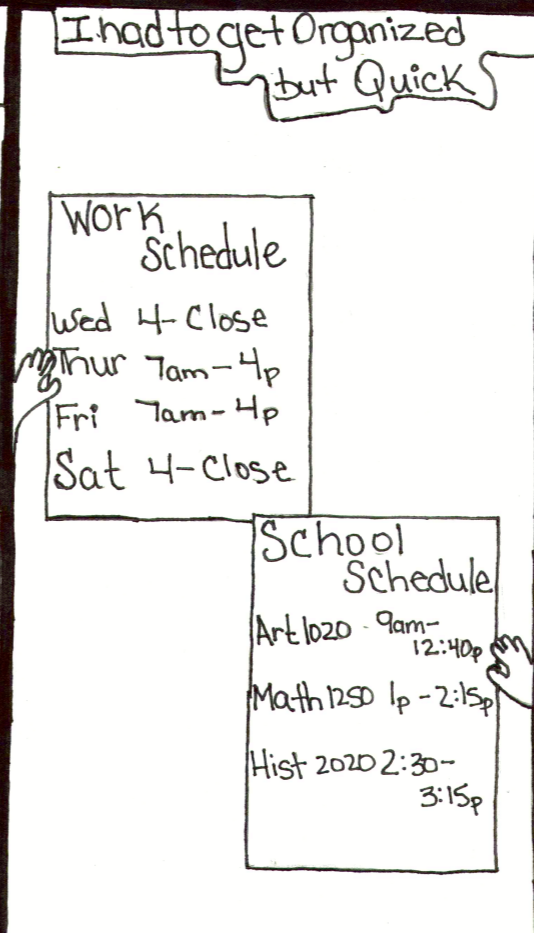 I had to get Organized
but Quick
Work
Schedule
Wed 4-Close
Thur 7am-4p
Fri 7am-4p
Sat 4-Close
School
Schedule
Art 1020 - 9am-
12:40p
Math 1250 1p-2:15p
Hist 2020 2:30-
3:15p